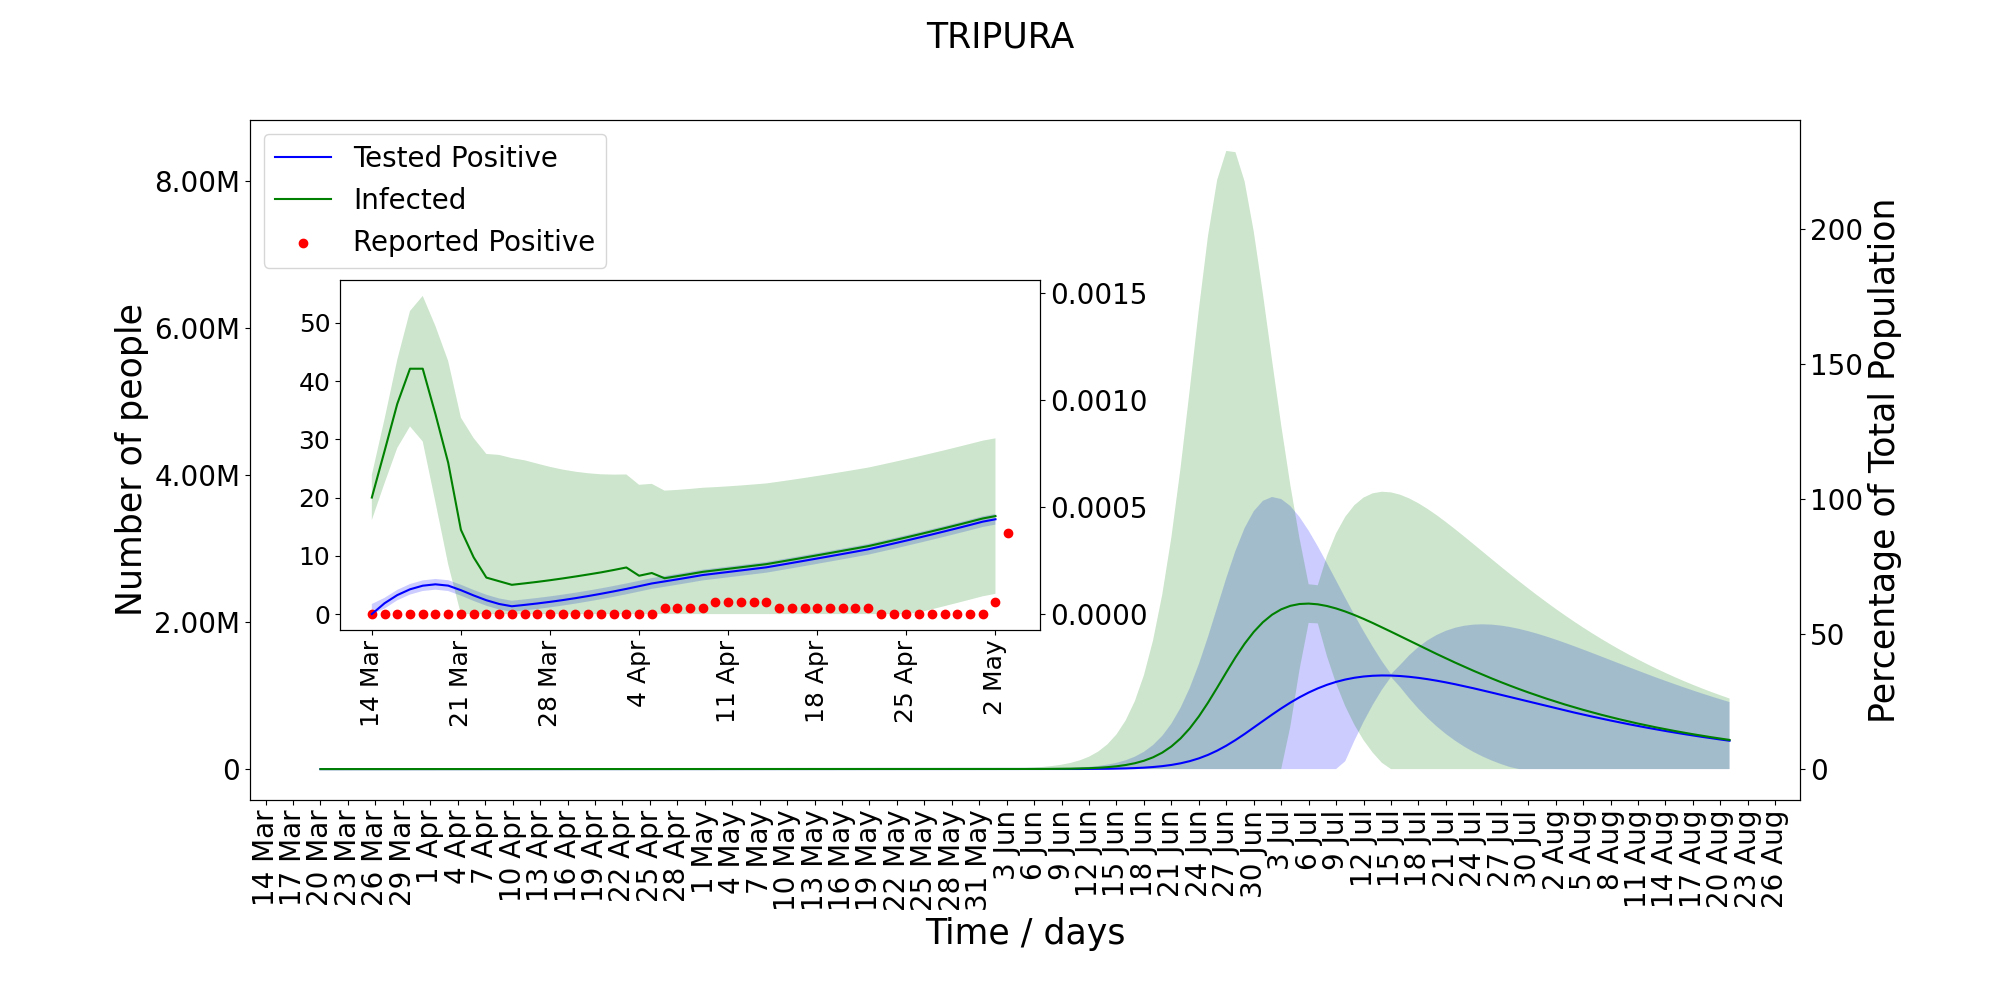 TRIPURA
Tested Positive
Infected
Reported Positive
Number of people
8.00M
6.00M
4.00M
2.00M
0
50
40
30
20
10
0
0.0015
0.0010
0.0005
0.0000
14 Mar
21 Mar
28 Mar
4 Apr
11 Apr
18 Apr
25 Apr
2 May
200
150
100
50
0
Percentage of Total Population
14 Mar
17 Mar
20 Mar
23 Mar
26 Mar
29 Mar
1 Apr
4 Apr
7 Apr
10 Apr
13 Apr
16 Apr
19 Apr
22 Apr
25 Apr
28 Apr
1 May
4 May
7 May
10 May
13 May
16 May
19 May
22 May
25 May
28 May
31 May
3 Jun
6 Jun
9 Jun
12 Jun
15 Jun
18 Jun
21 Jun
24 Jun
27 Jun
30 Jun
3 Jul
6 Jul
9 Jul
12 Jul
15 Jul
18 Jul
21 Jul
24 Jul
27 Jul
30 Jul
2 Aug
5 Aug
8 Aug
11 Aug
14 Aug
17 Aug
20 Aug
23 Aug
26 Aug
Time / days